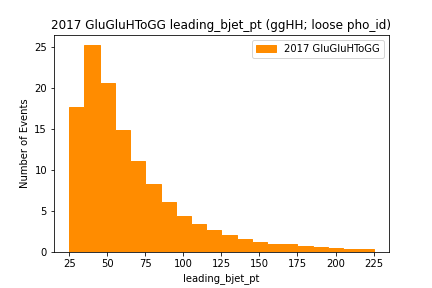 2017 GluGluHToGG leading_bjet_pt (ggHH; loose pho_id)
2017 GluGluHToGG
Number of Events
25
20
15
10
5
0
25 50 75 100 125 150 175 200 225
leading_bjet_pt